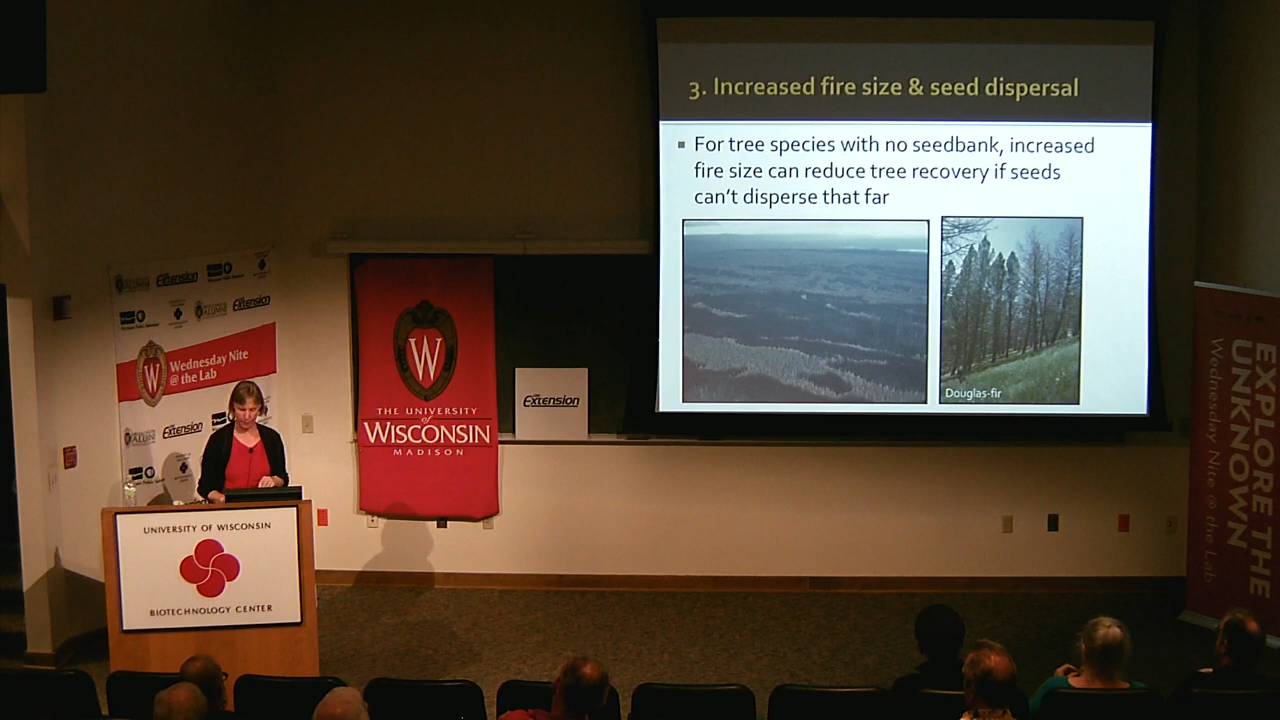 3. Increased fire size & seed dispersal
For tree species with no seedbank, increased
fire size can reduce tree recovery if seeds
can't disperse that far
Douglas-fir
Extension
Extension
Wednesday Nite
@ the Lab
Extension
W
THE UNIVERSITY
of
WISCONSIN
MADISON
Extension
UNIVERSITY OF WISCONSIN
BIOTECHNOLOGY CENTER
EXPLORE THE
UNKNOWN
Wednesday Nite @ the Lab